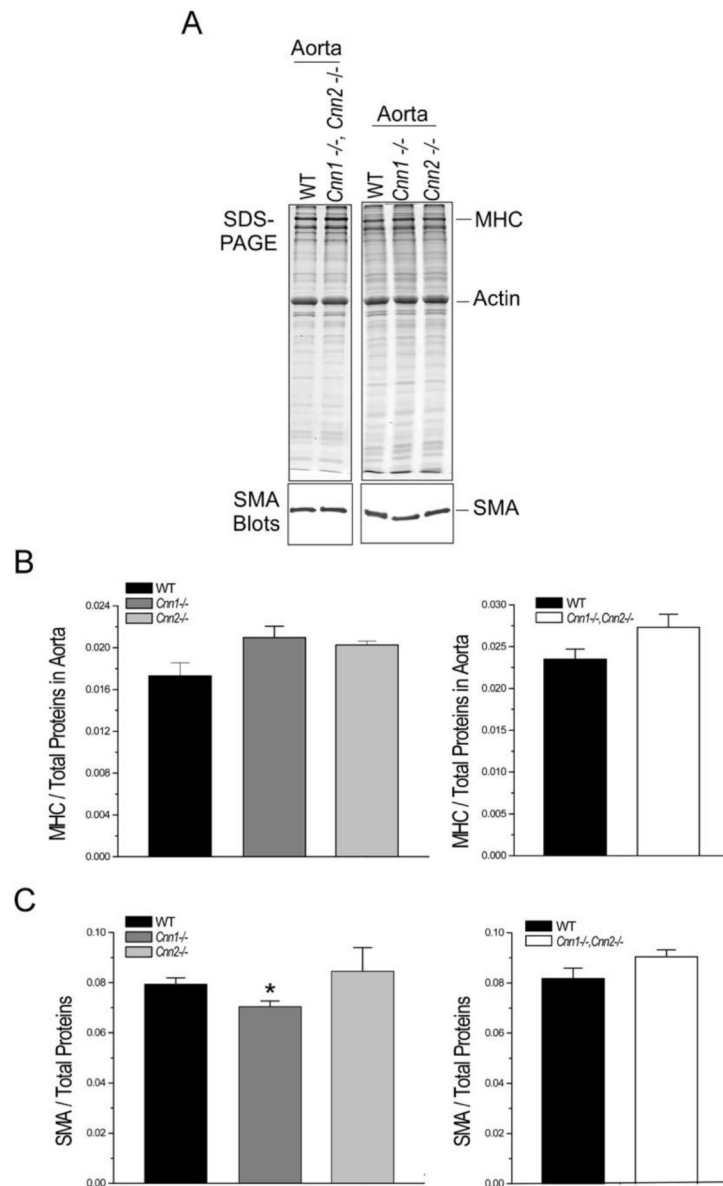 A
Aorta
WT
Cnn1 -/-, Cnn2 -/-
Aorta
WT
Cnn1 -/-
Cnn2 -/-
SDS-
PAGE
MHC
Actin
SMA
Blots
SMA
B
WT
Cnn1-/-
Cnn2-/-
MHC / Total Proteins in Aorta
0.024
0.020
0.016
0.012
0.008
0.004
0.000
WT
Cnn1-/-,Cnn2-/-
MHC / Total Proteins in Aorta
0.030
0.025
0.020
0.015
0.010
0.005
0.000
C
WT
Cnn1-/-
Cnn2-/-
SMA / Total Proteins
0.10
0.08
0.06
0.04
0.02
0.00
*
WT
Cnn1-/-,Cnn2-/-
SMA / Total Proteins
0.10
0.08
0.06
0.04
0.02
0.00